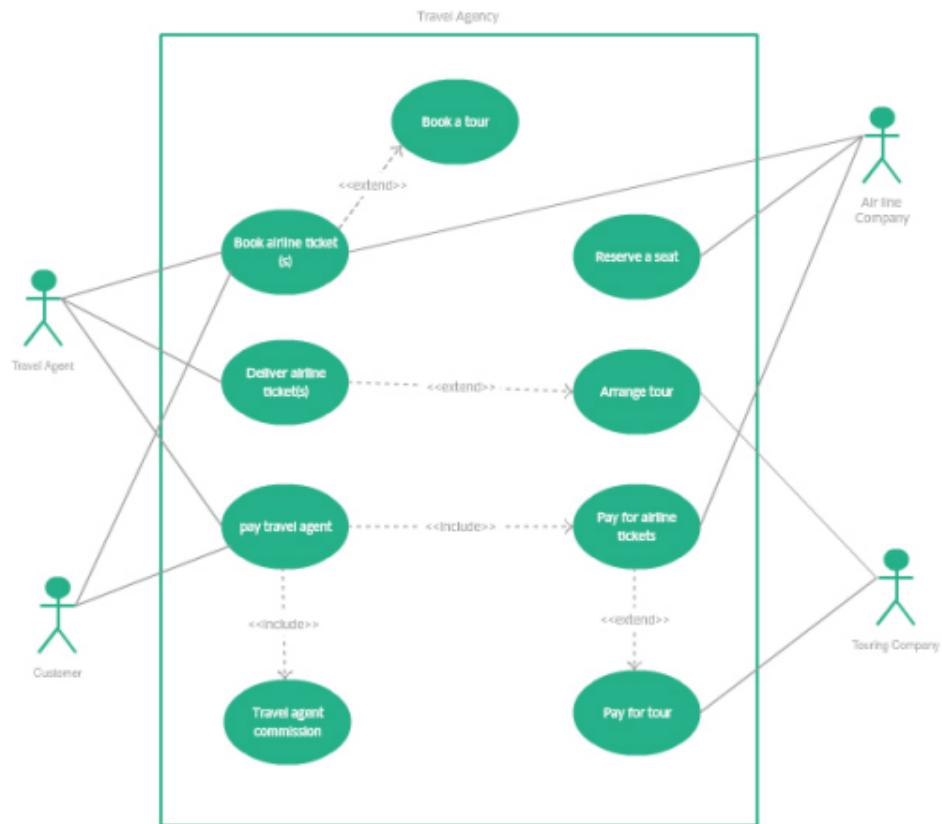 Travel Agency
Book a tour
<<extend>>
Air line
Company
Book airline ticket
(s)
Reserve a seat
Travel Agent
Deliver airline
ticket(s)
<<extend>>
Arrange tour
pay travel agent
<<include>>
Pay for airline
tickets
<<include>>
<<extend>>
Customer
Touring Company
Travel agent
commission
Pay for tour